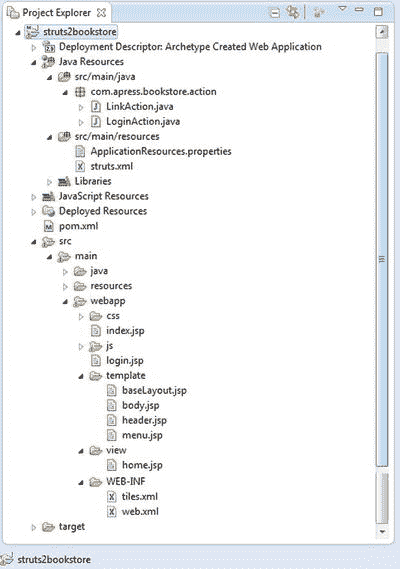 Project Explorer
struts2bookstore
Deployment Descriptor: Archetype Created Web Application
Java Resources
src/main/java
com.apress.bookstore.action
LinkAction.java
LoginAction.java
src/main/resources
ApplicationResources.properties
struts.xml
Libraries
JavaScript Resources
Deployed Resources
pom.xml
src
main
java
resources
webapp
css
index.jsp
js
login.jsp
template
baseLayout.jsp
body.jsp
header.jsp
menu.jsp
view
home.jsp
WEB-INF
tiles.xml
web.xml
target
struts2bookstore